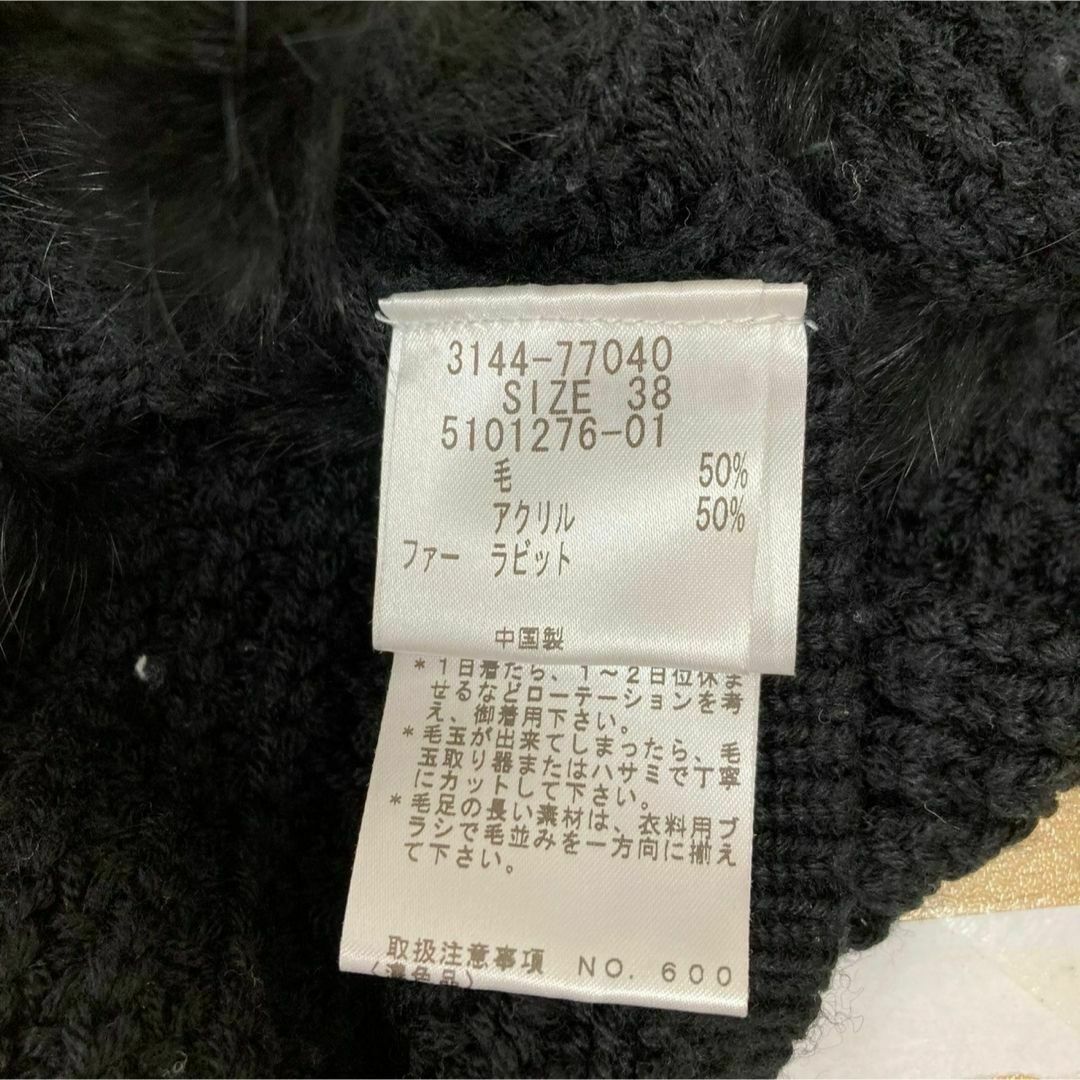 3144-77040
SIZE 38
5101276-01
毛 50%
アクリル 50%
ファー ラビット
中国製
*1日着たら、1〜2日位休ま
せるなどローテーションを考
え、御着用下さい。
*毛玉が出来てしまったら、毛
玉取り器またはハサミで丁寧
にカットして下さい。
*毛足の長い素材は、衣料用ブ
ラシで毛並みを一方向に揃え
て下さい。
取扱注意事項 NO. 600
(濃色品)